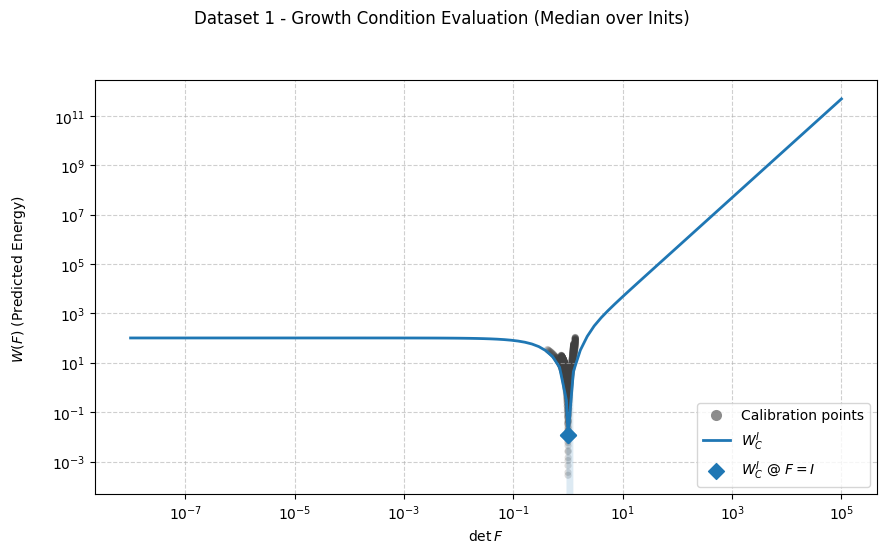 Dataset 1 - Growth Condition Evaluation (Median over Inits)
W(F) (Predicted Energy)
10^11
10^9
10^7
10^5
10^3
10^1
10^-1
10^-3
Calibration points
W_C^I
W_C^I @ F = I
10^-7
10^-5
10^-3
10^-1
10^1
10^3
10^5
det F